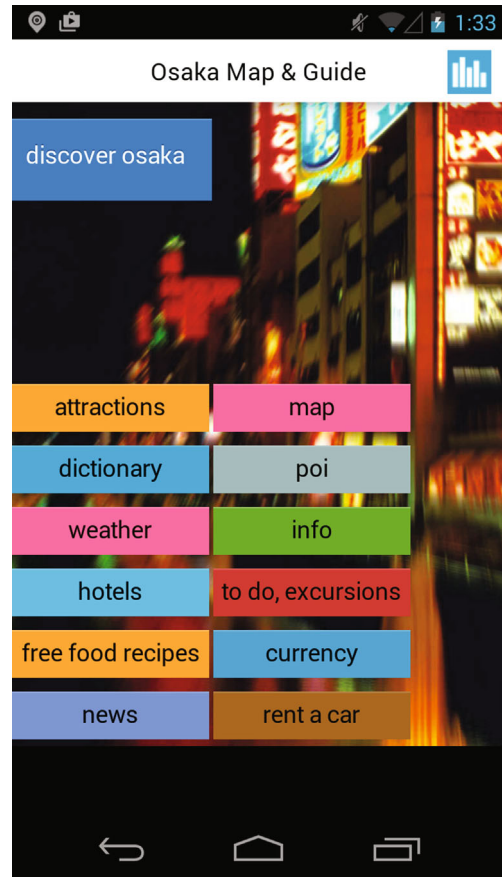 1:33
Osaka Map & Guide
discover osaka
attractions
map
dictionary
poi
weather
info
hotels
to do, excursions
free food recipes
currency
news
rent a car